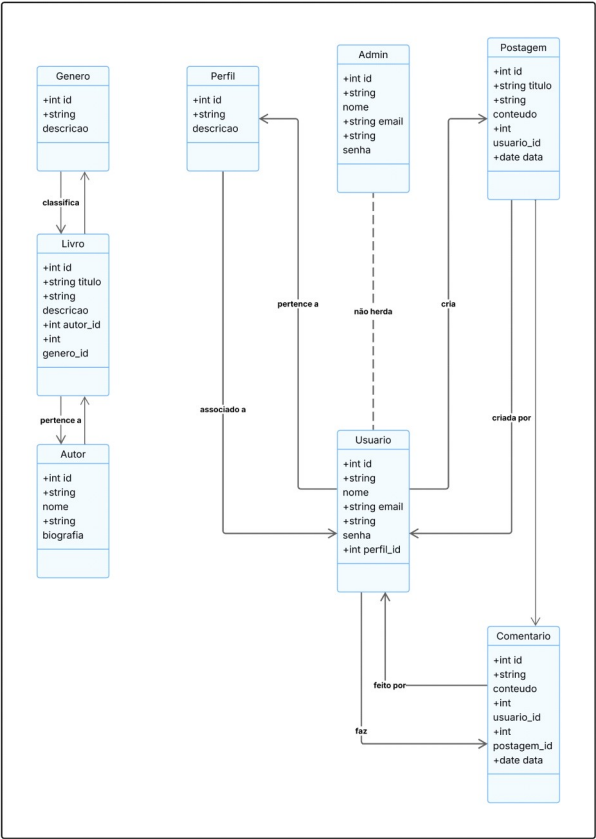 Genero
+int id
+string
descricao
classifica
Livro
+int id
+string titulo
+string
descricao
+int autor_id
+int
genero_id
pertence a
Autor
+int id
+string
nome
+string
biografia
Perfil
+int id
+string
descricao
associado a
pertence a
Admin
+int id
+string
nome
+string email
+string
senha
não herda
Usuario
+int id
+string
nome
+string email
+string
senha
+int perfil_id
cria
Postagem
+int id
+string titulo
+string
conteudo
+int
usuario_id
+date data
criada por
feito por
faz
Comentario
+int id
+string
conteudo
+int
usuario_id
+int
postagem_id
+date data